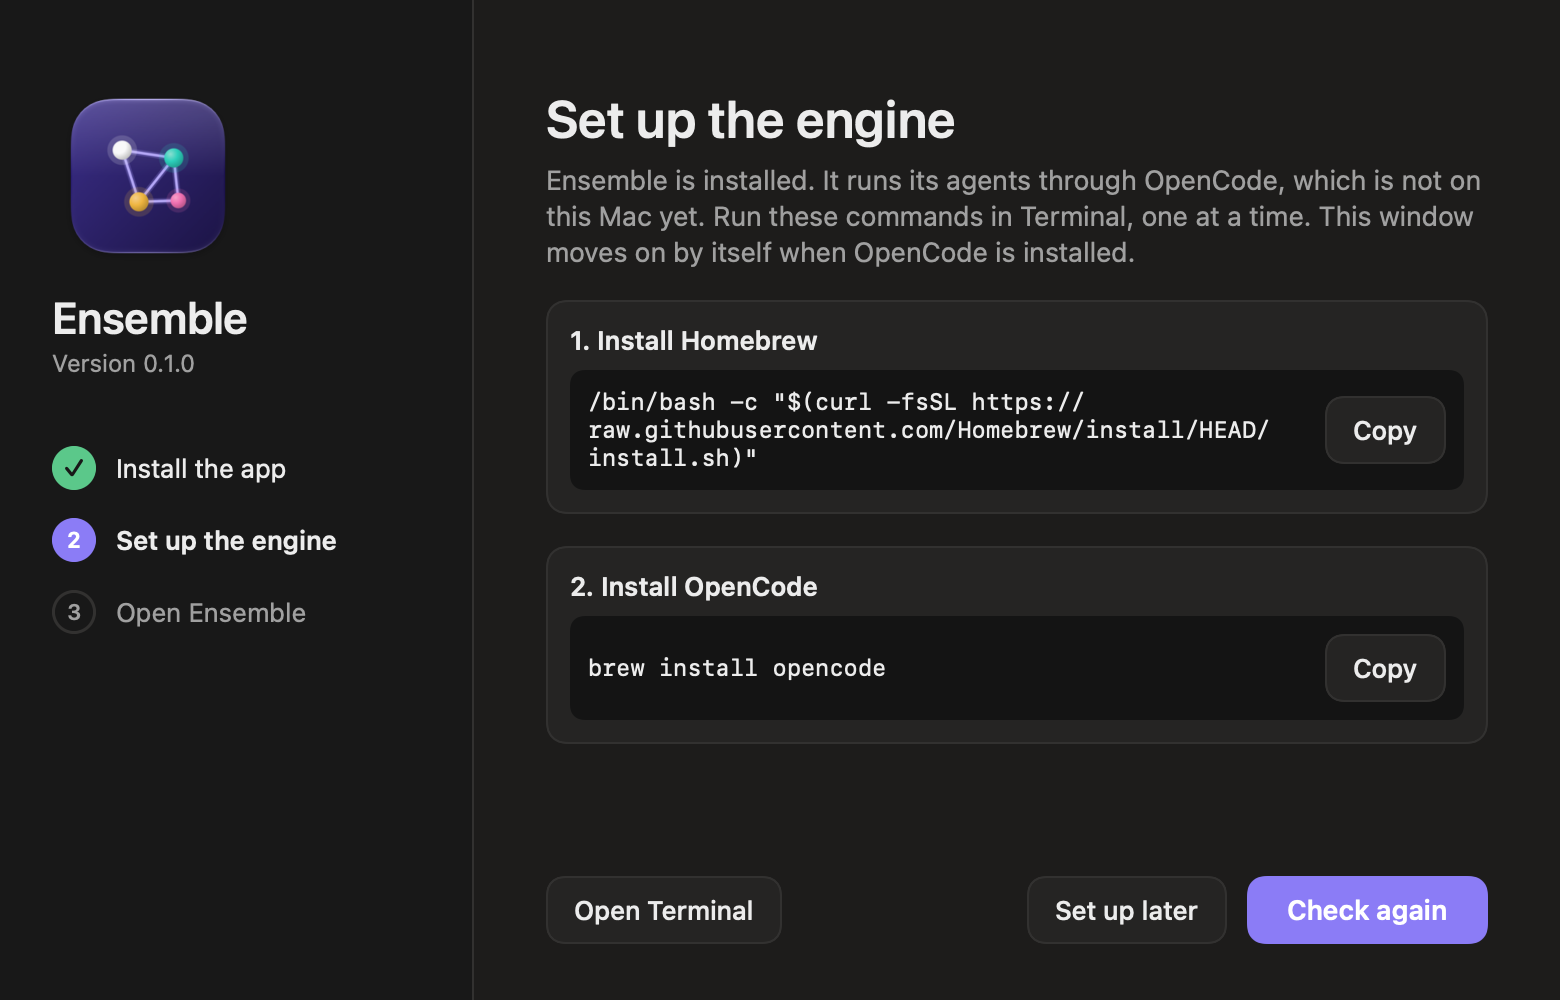 Ensemble
Version 0.1.0
Install the app
2 Set up the engine
3 Open Ensemble
Set up the engine
Ensemble is installed. It runs its agents through OpenCode, which is not on
this Mac yet. Run these commands in Terminal, one at a time. This window
moves on by itself when OpenCode is installed.
1. Install Homebrew
/bin/bash -c "$(curl -fsSL https://
raw.githubusercontent.com/Homebrew/install/HEAD/
install.sh)"
Copy
2. Install OpenCode
brew install opencode
Copy
Open Terminal
Set up later
Check again